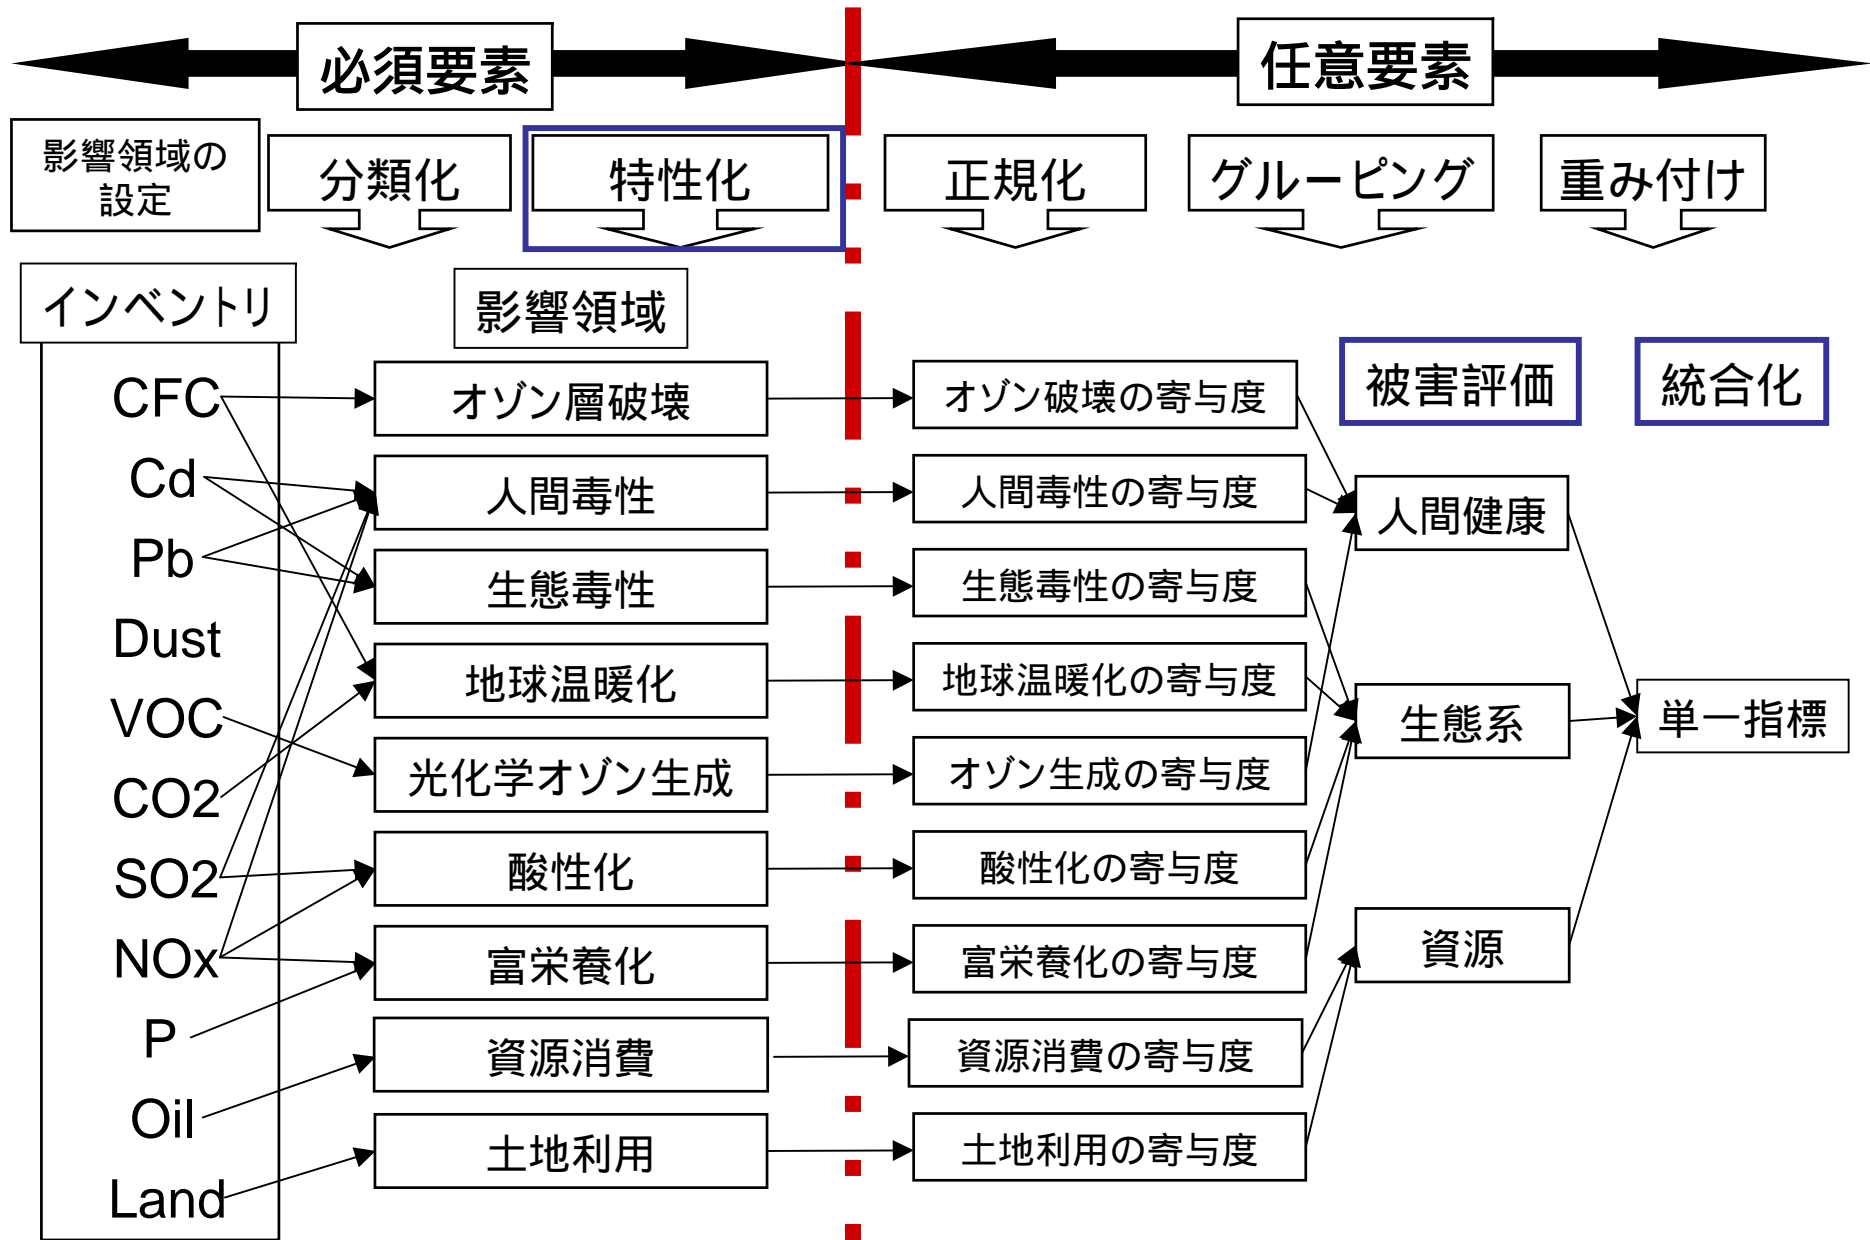 必須要素
任意要素
影響領域の
設定
分類化
特性化
正規化
グルーピング
重み付け
インベントリ
影響領域
被害評価
統合化
CFC
オゾン層破壊
オゾン破壊の寄与度
Cd
人間毒性
人間毒性の寄与度
人間健康
Pb
生態毒性
生態毒性の寄与度
Dust
地球温暖化
地球温暖化の寄与度
VOC
生態系
単一指標
光化学オゾン生成
オゾン生成の寄与度
CO2
SO2
酸性化
酸性化の寄与度
NOx
富栄養化
富栄養化の寄与度
資源
P
資源消費
資源消費の寄与度
Oil
土地利用
土地利用の寄与度
Land